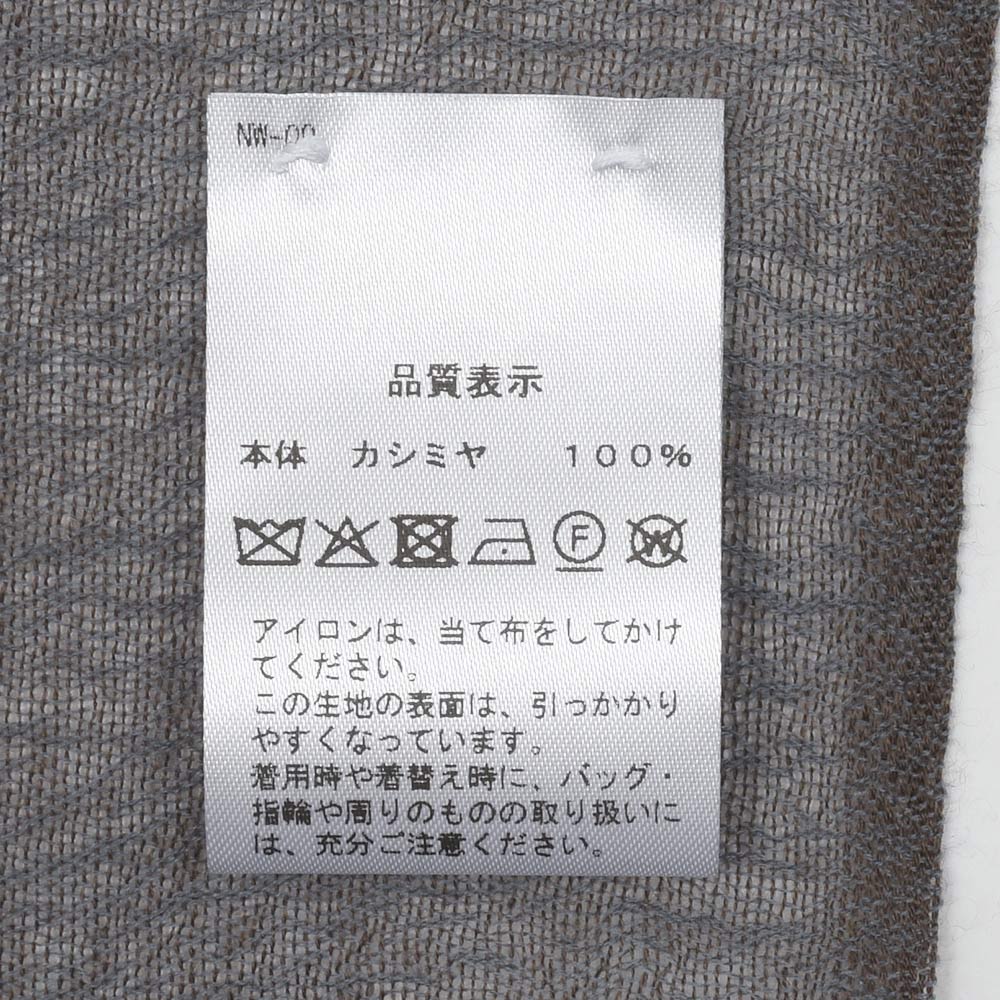 NW-00
品質表示
本体　カシミヤ　１００％
F
W
アイロンは、当て布をしてかけ
てください。
この生地の表面は、引っかかり
やすくなっています。
着用時や着替え時に、バッグ・
指輪や周りのものの取り扱いに
は、充分ご注意ください。